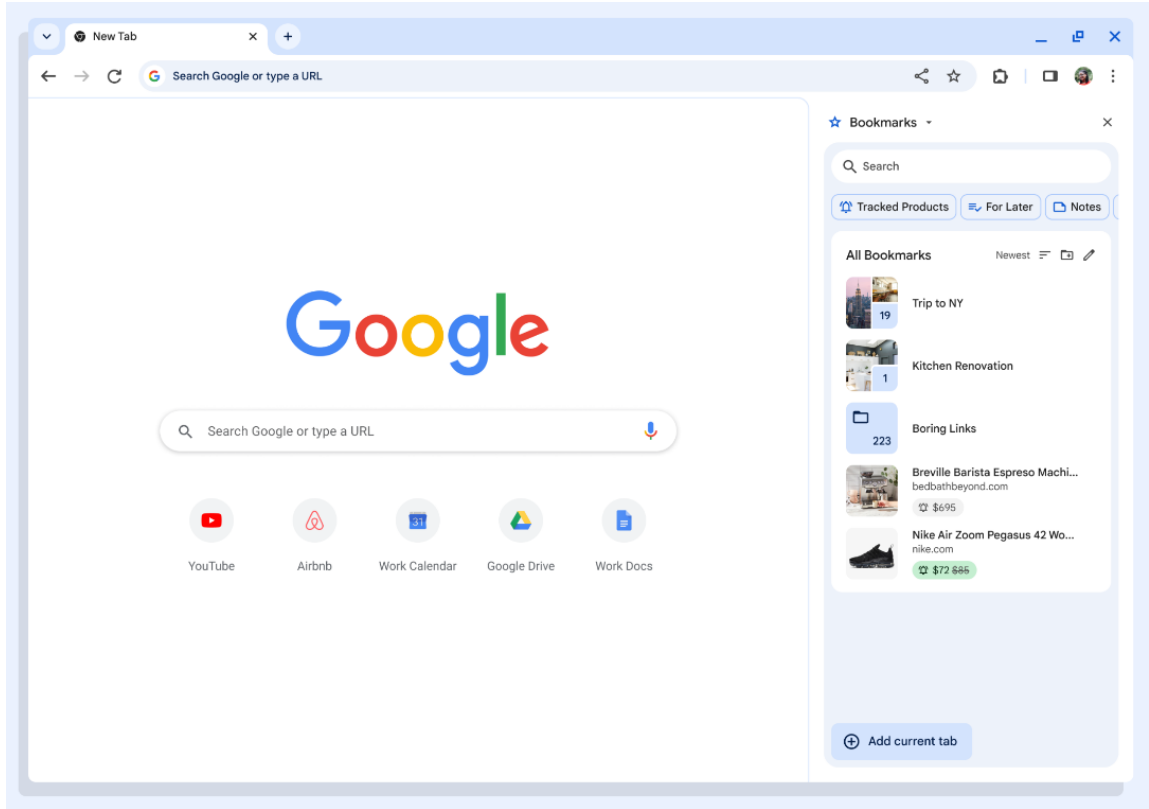 New Tab
Search Google or type a URL
Bookmarks
Search
Tracked Products
For Later
Notes
All Bookmarks
Newest
19
Trip to NY
1
Kitchen Renovation
223
Boring Links
Breville Barista Espreso Machi...
bedbathbeyond.com
$695
Nike Air Zoom Pegasus 42 Wo...
nike.com
$72 $85
Add current tab
Google
Search Google or type a URL
31
YouTube
Airbnb
Work Calendar
Google Drive
Work Docs